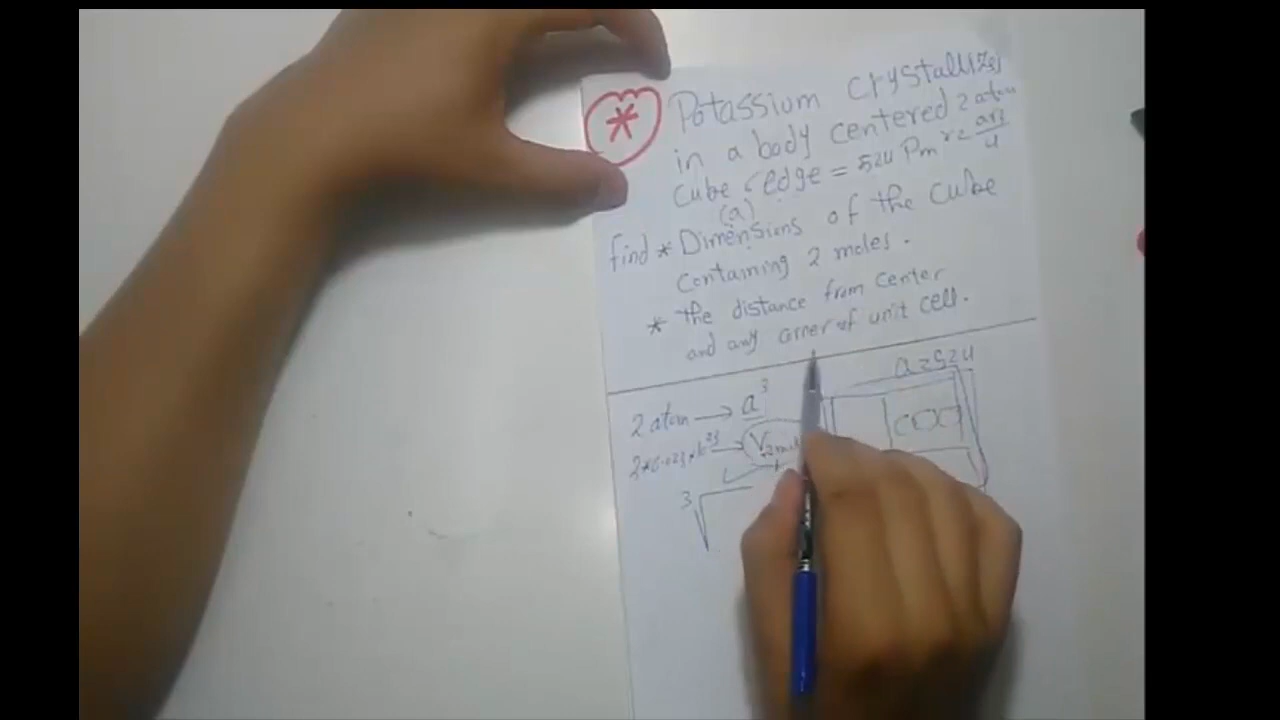 * Potassium crystallizes
in a body centered 2 atom
cube, edge = 524 Pm
(a)
find * Dimensions of the cube
containing 2 moles.
* the distance from center
and any corner of unit cell.
2 atom → a³
a = 524
3